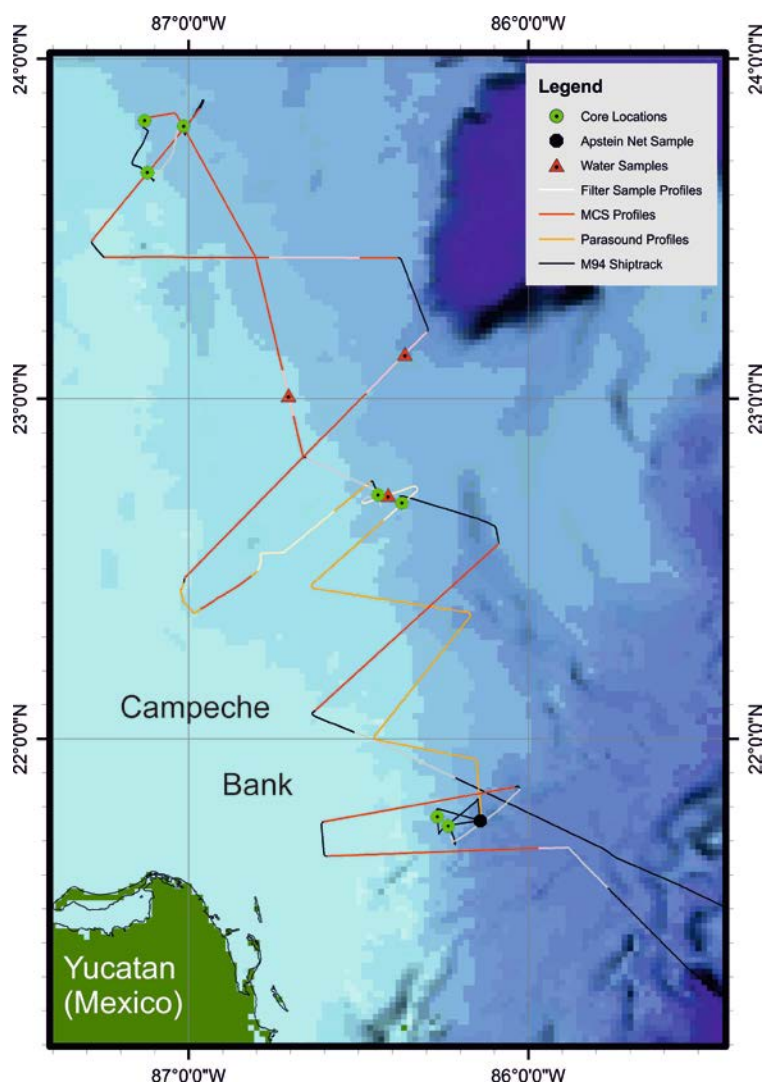 87°0'0"W
86°0'0"W
24°0'0"N
24°0'0"N
Legend
Core Locations
Apstein Net Sample
Water Samples
Filter Sample Profiles
MCS Profiles
Parasound Profiles
M94 Shiptrack
23°0'0"N
23°0'0"N
Campeche
22°0'0"N
22°0'0"N
Bank
Yucatan
(Mexico)
87°0'0"W
86°0'0"W